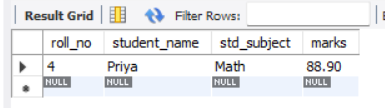 Result Grid Filter Rows:
roll_no student_name std_subject marks
4 Priya Math 88.90
NULL NULL NULL NULL